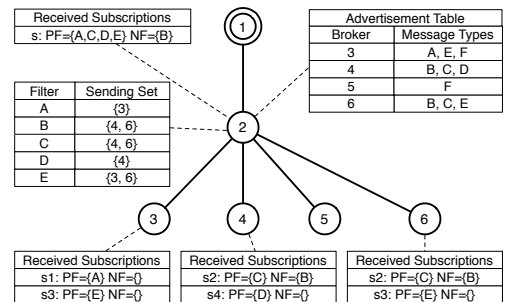 Received Subscriptions
s: PF={A,C,D,E} NF={B}
1
Advertisement Table
Broker Message Types
3 A, E, F
4 B, C, D
5 F
6 B, C, E
Filter Sending Set
A {3}
B {4, 6}
C {4, 6}
D {4}
E {3, 6}
2
3
4
5
6
Received Subscriptions
s1: PF={A} NF={}
s3: PF={E} NF={}
Received Subscriptions
s2: PF={C} NF={B}
s4: PF={D} NF={}
Received Subscriptions
s2: PF={C} NF={B}
s3: PF={E} NF={}